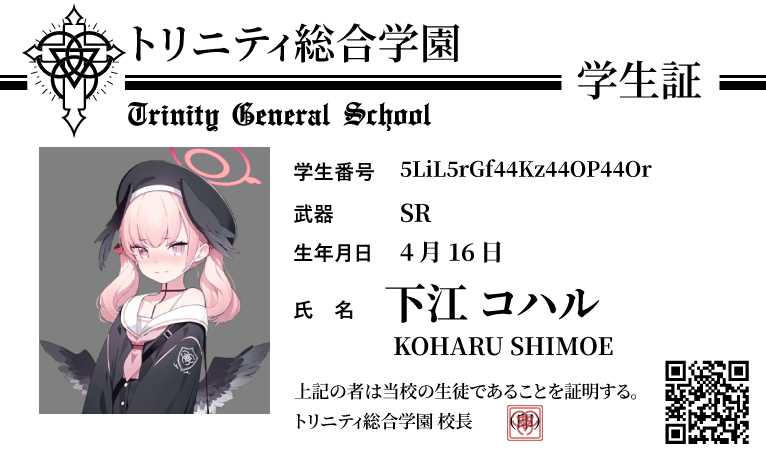 トリニティ総合学園
学生証
Trinity General School
学生番号 5LiL5rGf44Kz44OP44Or
武器 SR
生年月日 4月16日
氏 名 下江 コハル
KOHARU SHIMOE
上記の者は当校の生徒であることを証明する。
トリニティ総合学園 校長
㊞